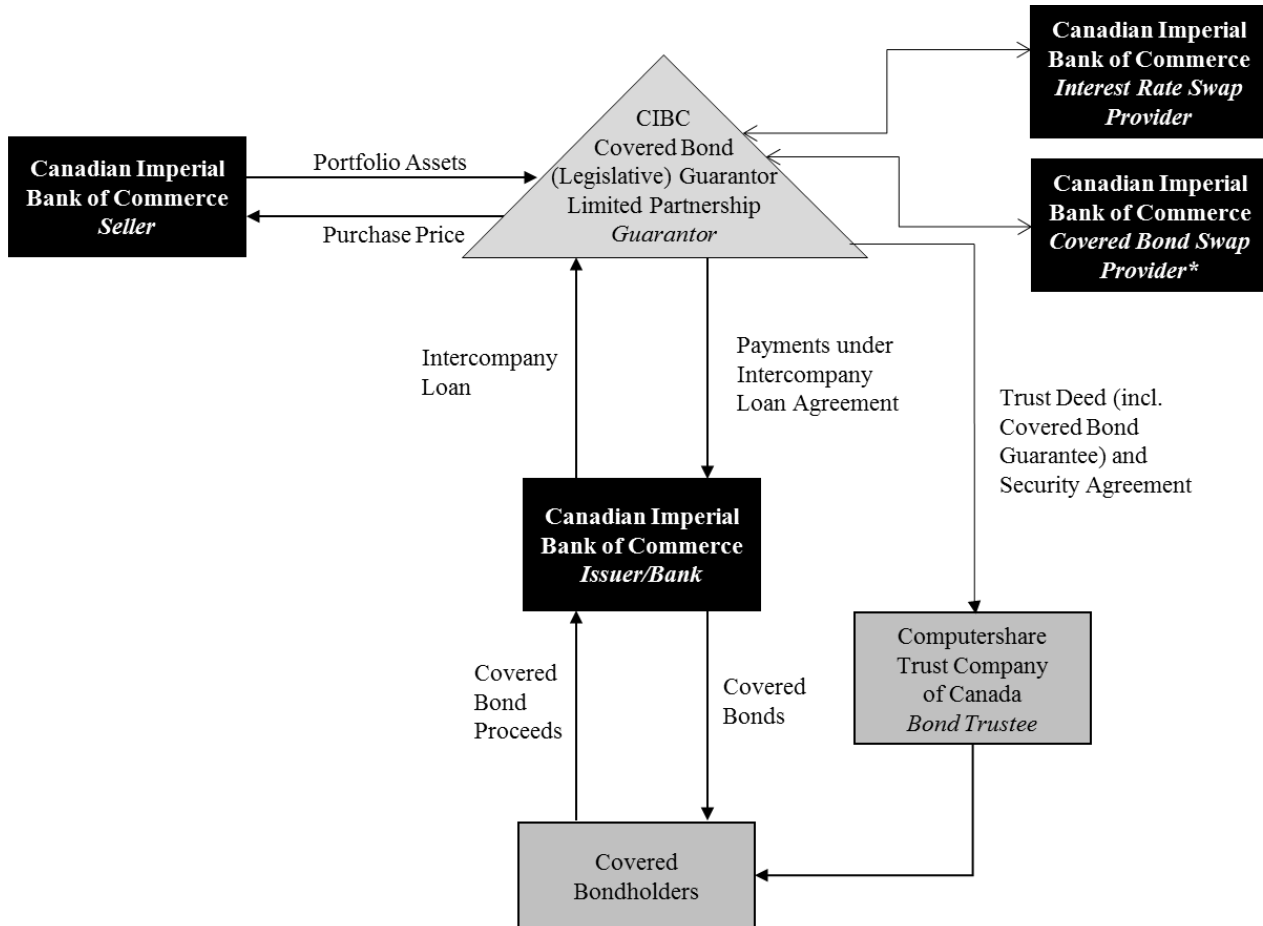 Canadian Imperial
Bank of Commerce
Interest Rate Swap
Provider
CIBC
Covered Bond
(Legislative) Guarantor
Limited Partnership
Guarantor
Canadian Imperial
Bank of Commerce
Seller
Portfolio Assets
Purchase Price
Canadian Imperial
Bank of Commerce
Covered Bond Swap
Provider*
Intercompany
Loan
Payments under
Intercompany
Loan Agreement
Trust Deed (incl.
Covered Bond
Guarantee) and
Security Agreement
Canadian Imperial
Bank of Commerce
Issuer/Bank
Covered
Bond
Proceeds
Covered
Bonds
Computershare
Trust Company
of Canada
Bond Trustee
Covered
Bondholders